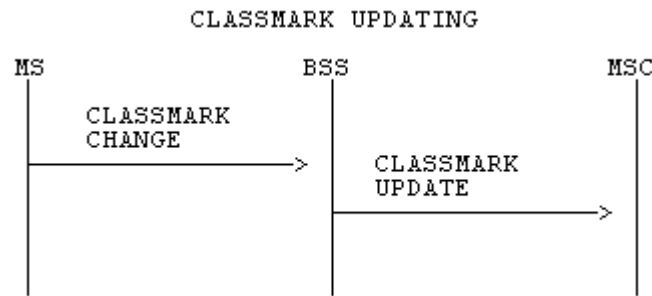 CLASSMARK UPDATING
MS BSS MSC
CLASSMARK
CHANGE
CLASSMARK
UPDATE